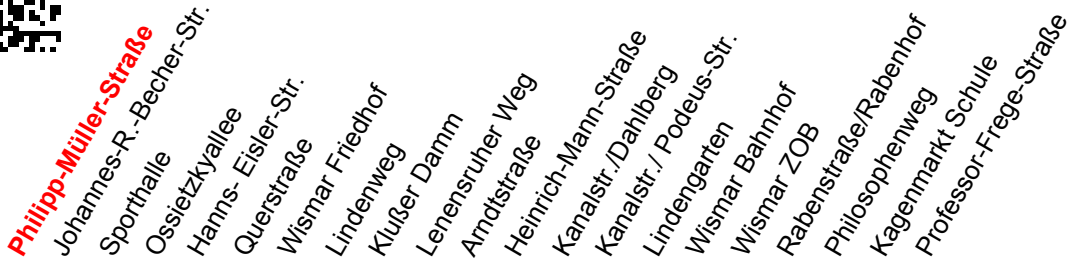 Philipp-Müller-Straße
Johannes-R.-Becher-Str.
Sporthalle
Ossietzkyallee
Hanns- Eisler-Str.
Querstraße
Wismar Friedhof
Lindenweg
Klußer Damm
Lenensruher Weg
Arndtstraße
Heinrich-Mann-Straße
Kanalstr./Dahlberg
Kanalstr./ Podeus-Str.
Lindengarten
Wismar Bahnhof
Wismar ZOB
Rabenstraße/Rabenhof
Philosophenweg
Kagenmarkt Schule
Professor-Frege-Straße